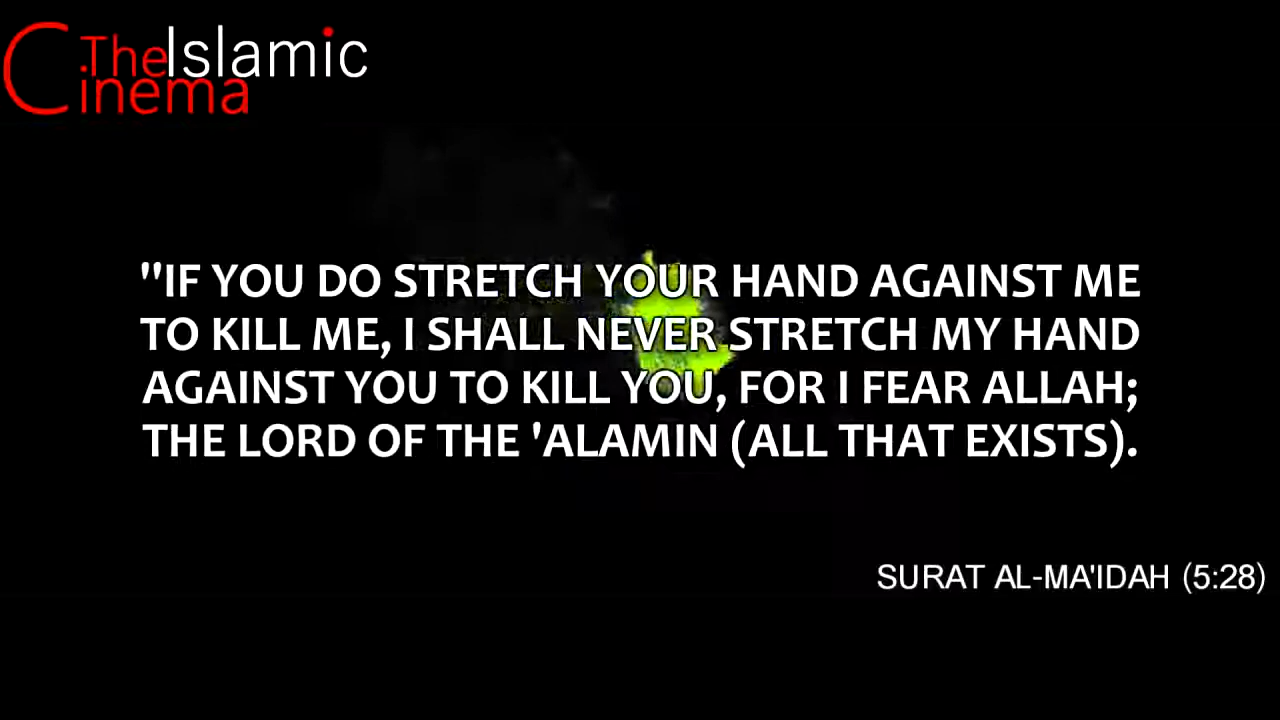 The Islamic
Cinema
"IF YOU DO STRETCH YOUR HAND AGAINST ME
TO KILL ME, I SHALL NEVER STRETCH MY HAND
AGAINST YOU TO KILL YOU, FOR I FEAR ALLAH;
THE LORD OF THE 'ALAMIN (ALL THAT EXISTS).
SURAT AL-MA'IDAH (5:28)